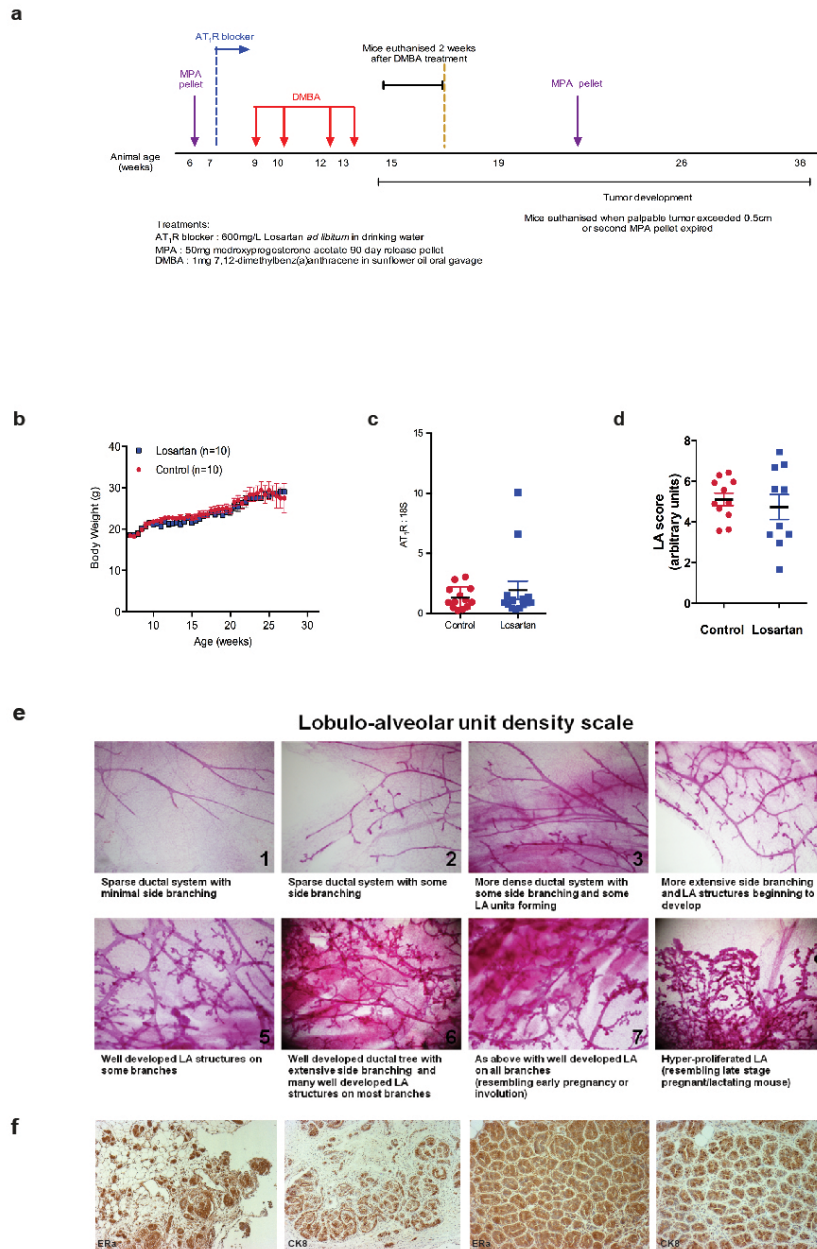 a
AT1R blocker
MPA
pellet
DMBA
Mice euthanised 2 weeks
after DMBA treatment
MPA pellet
Animal age
(weeks)
6 7 9 10 12 13 15 19 26 38
Tumor development
Mice euthanised when palpable tumor exceeded 0.5cm
or second MPA pellet expired
Treatments:
AT1R blocker : 600mg/L Losartan ad libitum in drinking water
MPA : 50mg medroxyprogesterone acetate 90 day release pellet
DMBA : 1mg 7,12-dimethylbenz(a)anthracene in sunflower oil oral gavage
b
Losartan (n=10)
Control (n=10)
Body Weight (g)
40
30
20
10
0
10 15 20 25 30
Age (weeks)
c
AT1R : 18S
15
10
5
0
Control Losartan
d
LA score
(arbitrary units)
8
6
4
2
0
Control Losartan
e
Lobulo-alveolar unit density scale
1
2
3
Sparse ductal system with
minimal side branching
Sparse ductal system with some
side branching
More dense ductal system with
some side branching and some
LA units forming
More extensive side branching
and LA structures beginning to
develop
5
6
7
Well developed LA structures on
some branches
Well developed ductal tree with
extensive side branching and
many well developed LA
structures on most branches
As above with well developed LA
on all branches
(resembling early pregnancy or
involution)
Hyper-proliferated LA
(resembling late stage
pregnant/lactating mouse)
f
ERa
CK8
ERa
CK8